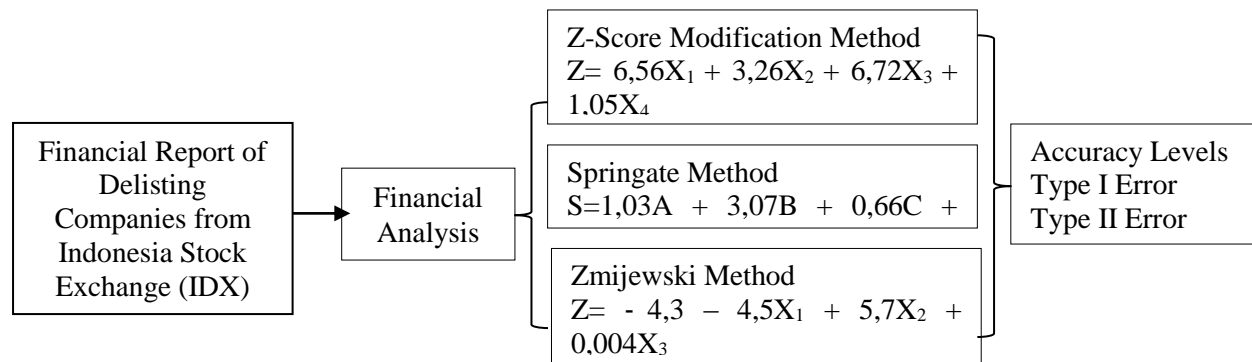 Financial Report of
Delisting
Companies from
Indonesia Stock
Exchange (IDX)
Financial
Analysis
Z-Score Modification Method
Z= 6,56X₁ + 3,26X₂ + 6,72X₃ +
1,05X₄
Springate Method
S=1,03A + 3,07B + 0,66C +
Zmijewski Method
Z= - 4,3 – 4,5X₁ + 5,7X₂ +
0,004X₃
Accuracy Levels
Type I Error
Type II Error